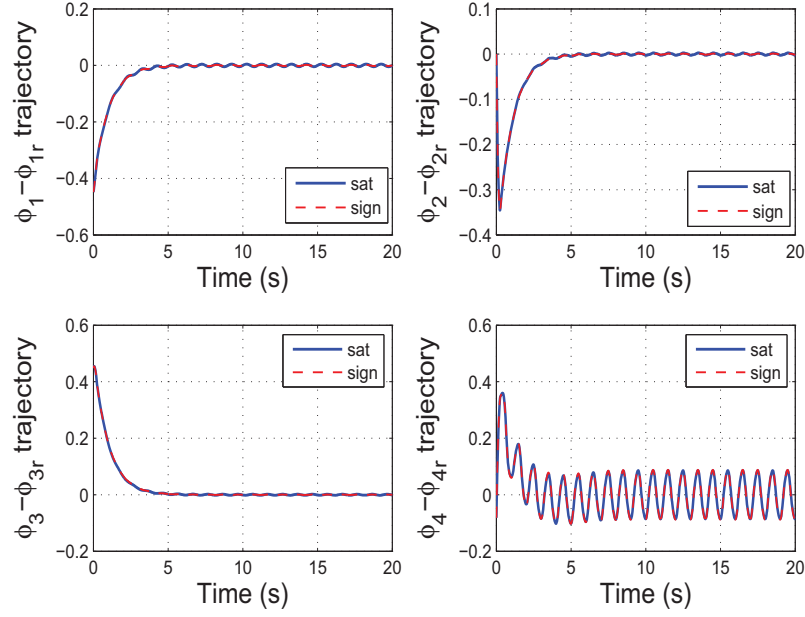 0.2
0
−0.2
−0.4
−0.6
0 5 10 15 20
ϕ1−ϕ1r trajectory
Time (s)
sat
sign
0.1
0
−0.1
−0.2
−0.3
−0.4
0 5 10 15 20
ϕ2−ϕ2r trajectory
Time (s)
sat
sign
0.6
0.4
0.2
0
−0.2
0 5 10 15 20
ϕ3−ϕ3r trajectory
Time (s)
sat
sign
0.6
0.4
0.2
0
−0.2
0 5 10 15 20
ϕ4−ϕ4r trajectory
Time (s)
sat
sign